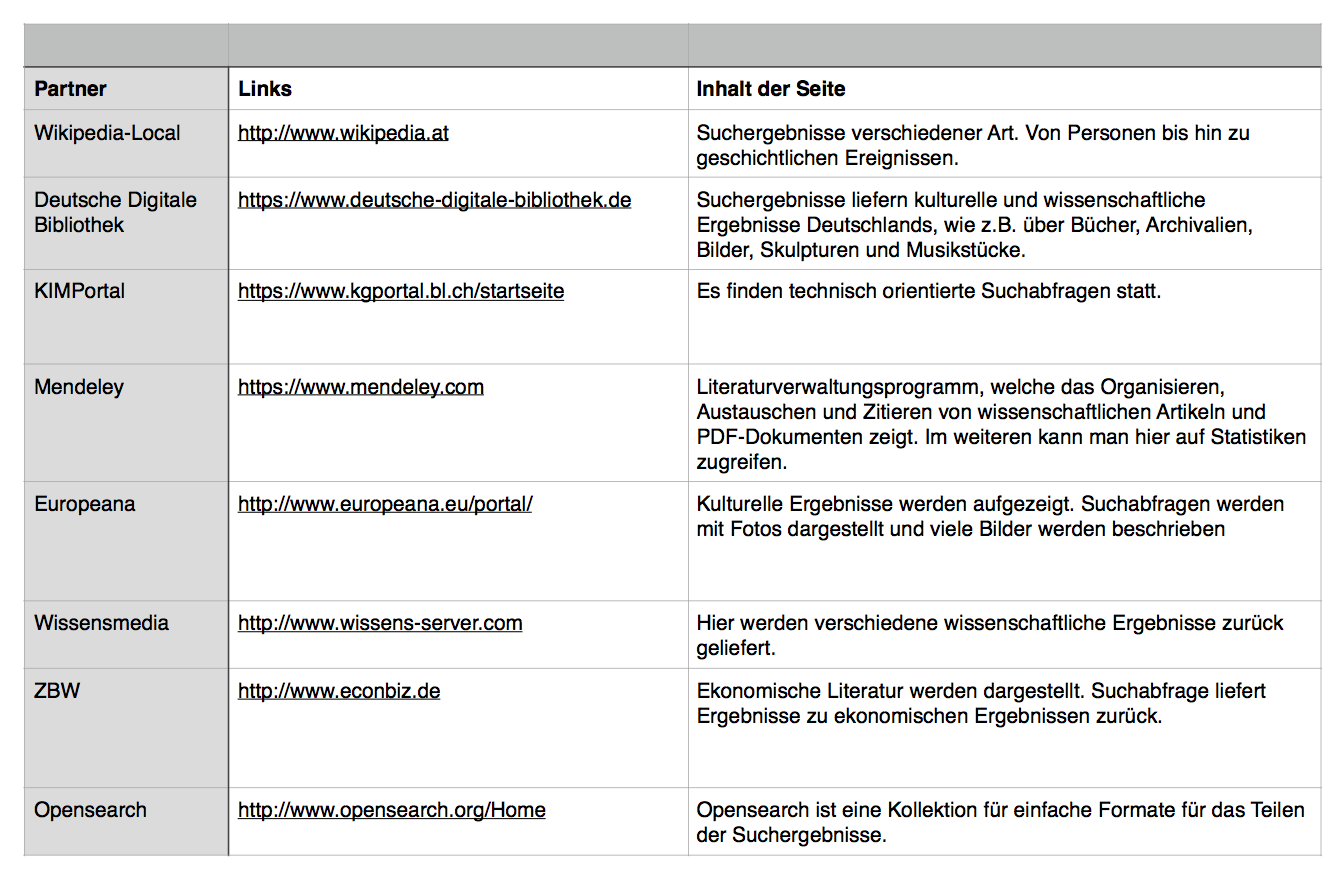 Partner Links Inhalt der Seite
Wikipedia-Local http://www.wikipedia.at Suchergebnisse verschiedener Art. Von Personen bis hin zu
geschichtlichen Ereignissen.
Deutsche Digitale https://www.deutsche-digitale-bibliothek.de Suchergebnisse liefern kulturelle und wissenschaftliche
Bibliothek Ergebnisse Deutschlands, wie z.B. über Bücher, Archivalien,
Bilder, Skulpturen und Musikstücke.
KIMPortal https://www.kgportal.bl.ch/startseite Es finden technisch orientierte Suchabfragen statt.
Mendeley https://www.mendeley.com Literaturverwaltungsprogramm, welche das Organisieren,
Austauschen und Zitieren von wissenschaftlichen Artikeln und
PDF-Dokumenten zeigt. Im weiteren kann man hier auf Statistiken
zugreifen.
Europeana http://www.europeana.eu/portal/ Kulturelle Ergebnisse werden aufgezeigt. Suchabfragen werden
mit Fotos dargestellt und viele Bilder werden beschrieben
Wissensmedia http://www.wissens-server.com Hier werden verschiedene wissenschaftliche Ergebnisse zurück
geliefert.
ZBW http://www.econbiz.de Ekonomische Literatur werden dargestellt. Suchabfrage liefert
Ergebnisse zu ekonomischen Ergebnissen zurück.
Opensearch http://www.opensearch.org/Home Opensearch ist eine Kollektion für einfache Formate für das Teilen
der Suchergebnisse.